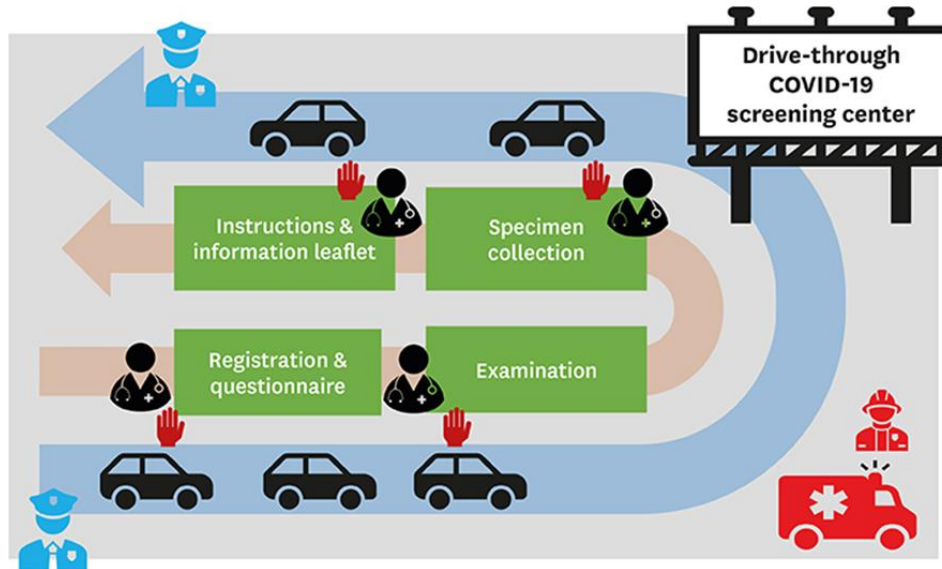 Drive-through
COVID-19
screening center
Instructions &
information leaflet
Specimen
collection
Registration &
questionnaire
Examination